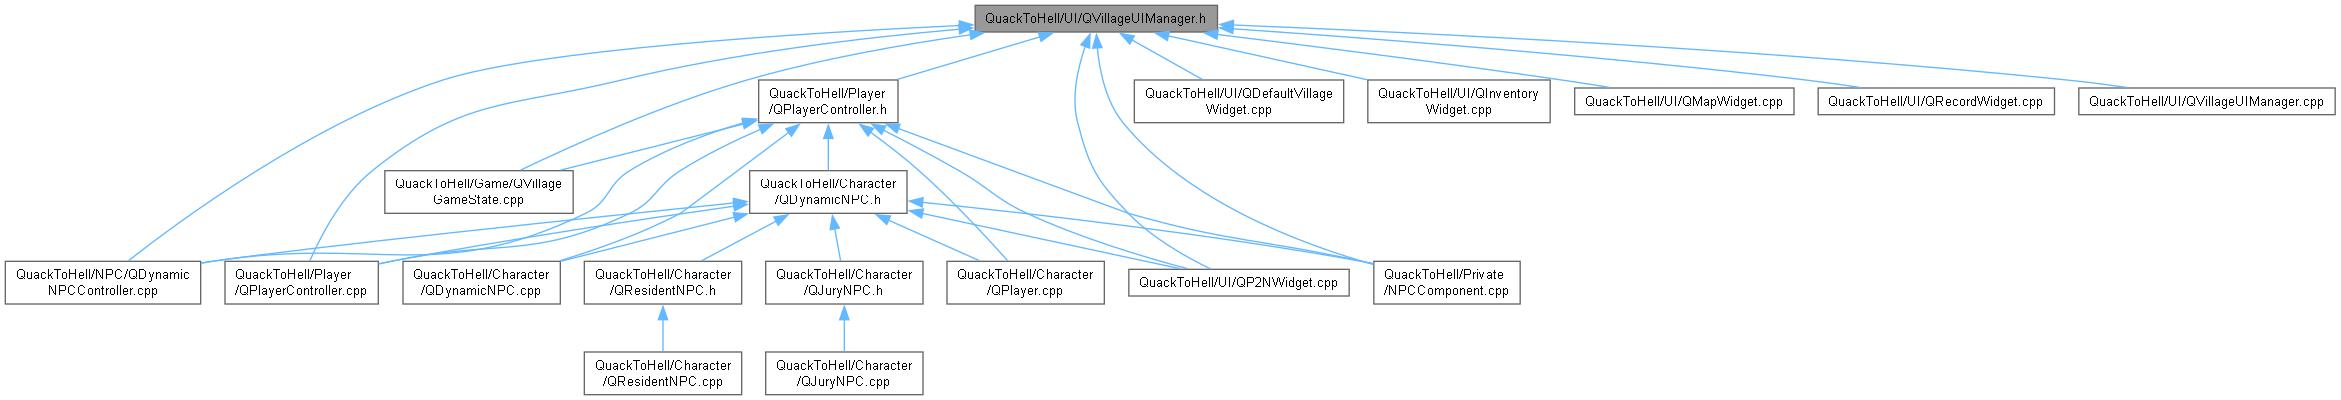 QuackToHell/UI/QVillageUIManager.h
QuackToHell/Player
/QPlayerController.h
QuackToHell/UI/QDefaultVillage
Widget.cpp
QuackToHell/UI/QInventory
Widget.cpp
QuackToHell/UI/QMapWidget.cpp
QuackToHell/UI/QRecordWidget.cpp
QuackToHell/UI/QVillageUIManager.cpp
QuackToHell/Game/QVillage
GameState.cpp
QuackToHell/Character
/QDynamicNPC.h
QuackToHell/NPC/QDynamic
NPCController.cpp
QuackToHell/Player
/QPlayerController.cpp
QuackToHell/Character
/QDynamicNPC.cpp
QuackToHell/Character
/QResidentNPC.h
QuackToHell/Character
/QJuryNPC.h
QuackToHell/Character
/QPlayer.cpp
QuackToHell/UI/QP2NWidget.cpp
QuackToHell/Private
/NPCComponent.cpp
QuackToHell/Character
/QResidentNPC.cpp
QuackToHell/Character
/QJuryNPC.cpp